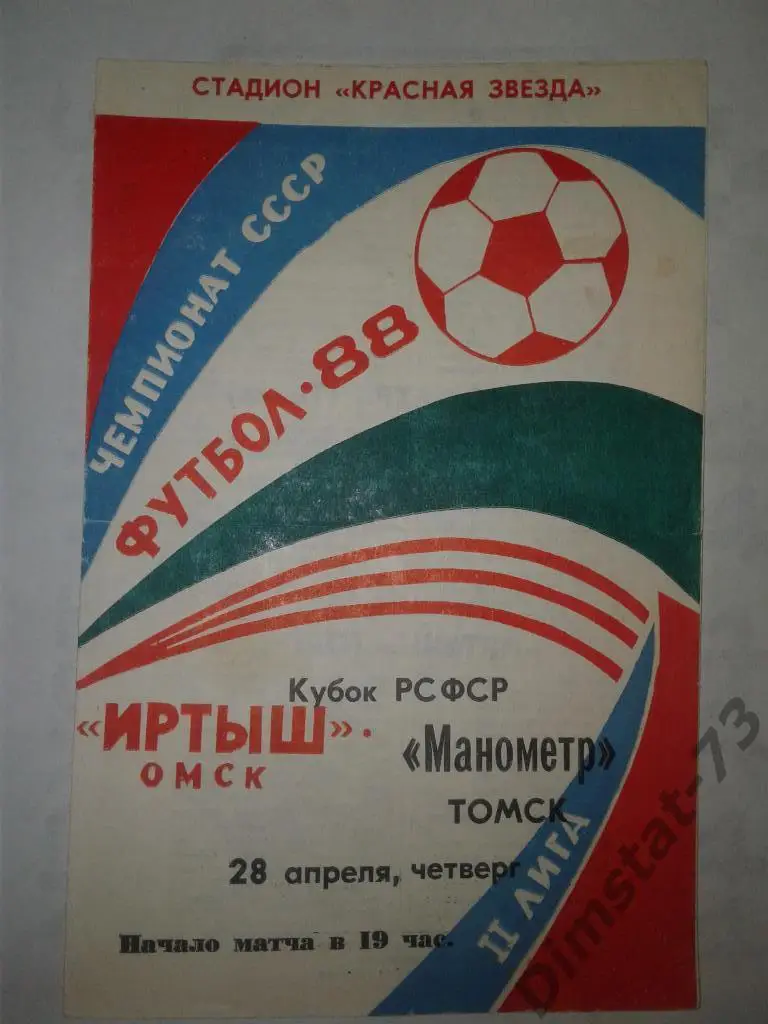 СТАДИОН «КРАСНАЯ ЗВЕЗДА»
ЧЕМПИОНАТ СССР
ФУТБОЛ·88
Кубок РСФСР
«ИРТЫШ»·
ОМСК
«Манометр»
ТОМСК
28 апреля, четверг
II ЛИГА
Начало матча в 19 час.
Dimstat-73